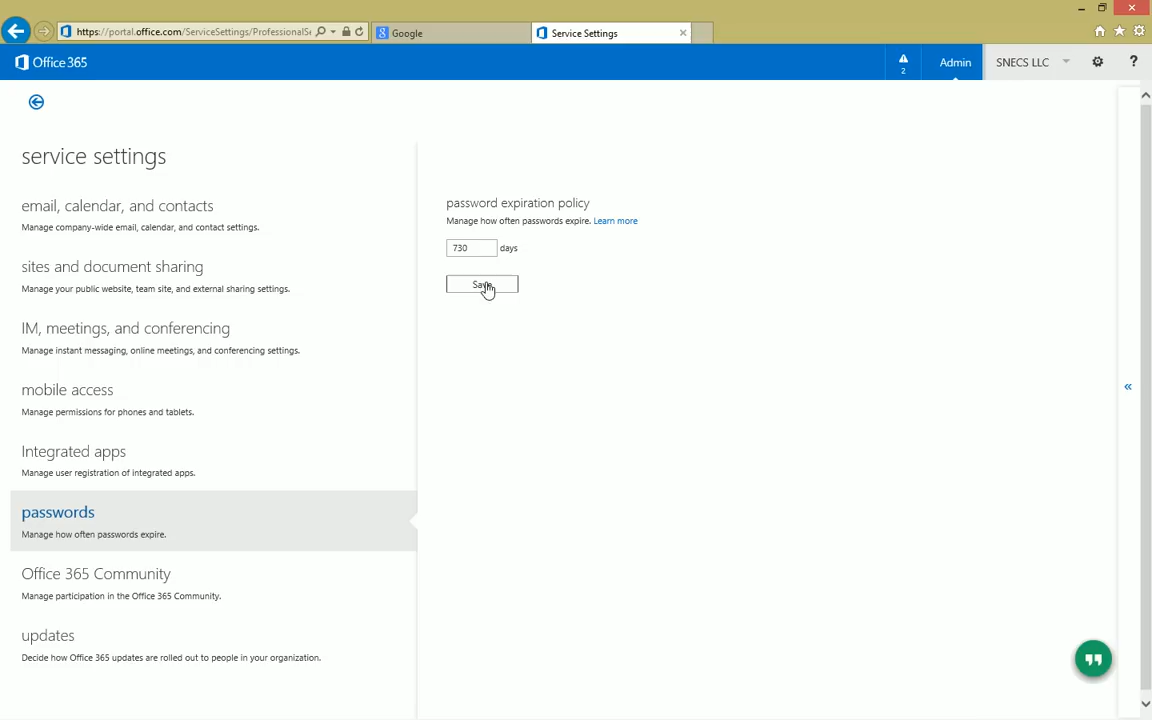 https://portal.office.com/ServiceSettings/ProfessionalSe
Google
Service Settings
Office 365
2
Admin
SNECS LLC
?
service settings
email, calendar, and contacts
Manage company-wide email, calendar, and contact settings.
sites and document sharing
Manage your public website, team site, and external sharing settings.
IM, meetings, and conferencing
Manage instant messaging, online meetings, and conferencing settings.
mobile access
Manage permissions for phones and tablets.
Integrated apps
Manage user registration of integrated apps.
passwords
Manage how often passwords expire.
Office 365 Community
Manage participation in the Office 365 Community.
updates
Decide how Office 365 updates are rolled out to people in your organization.
password expiration policy
Manage how often passwords expire. Learn more
730 days
Save